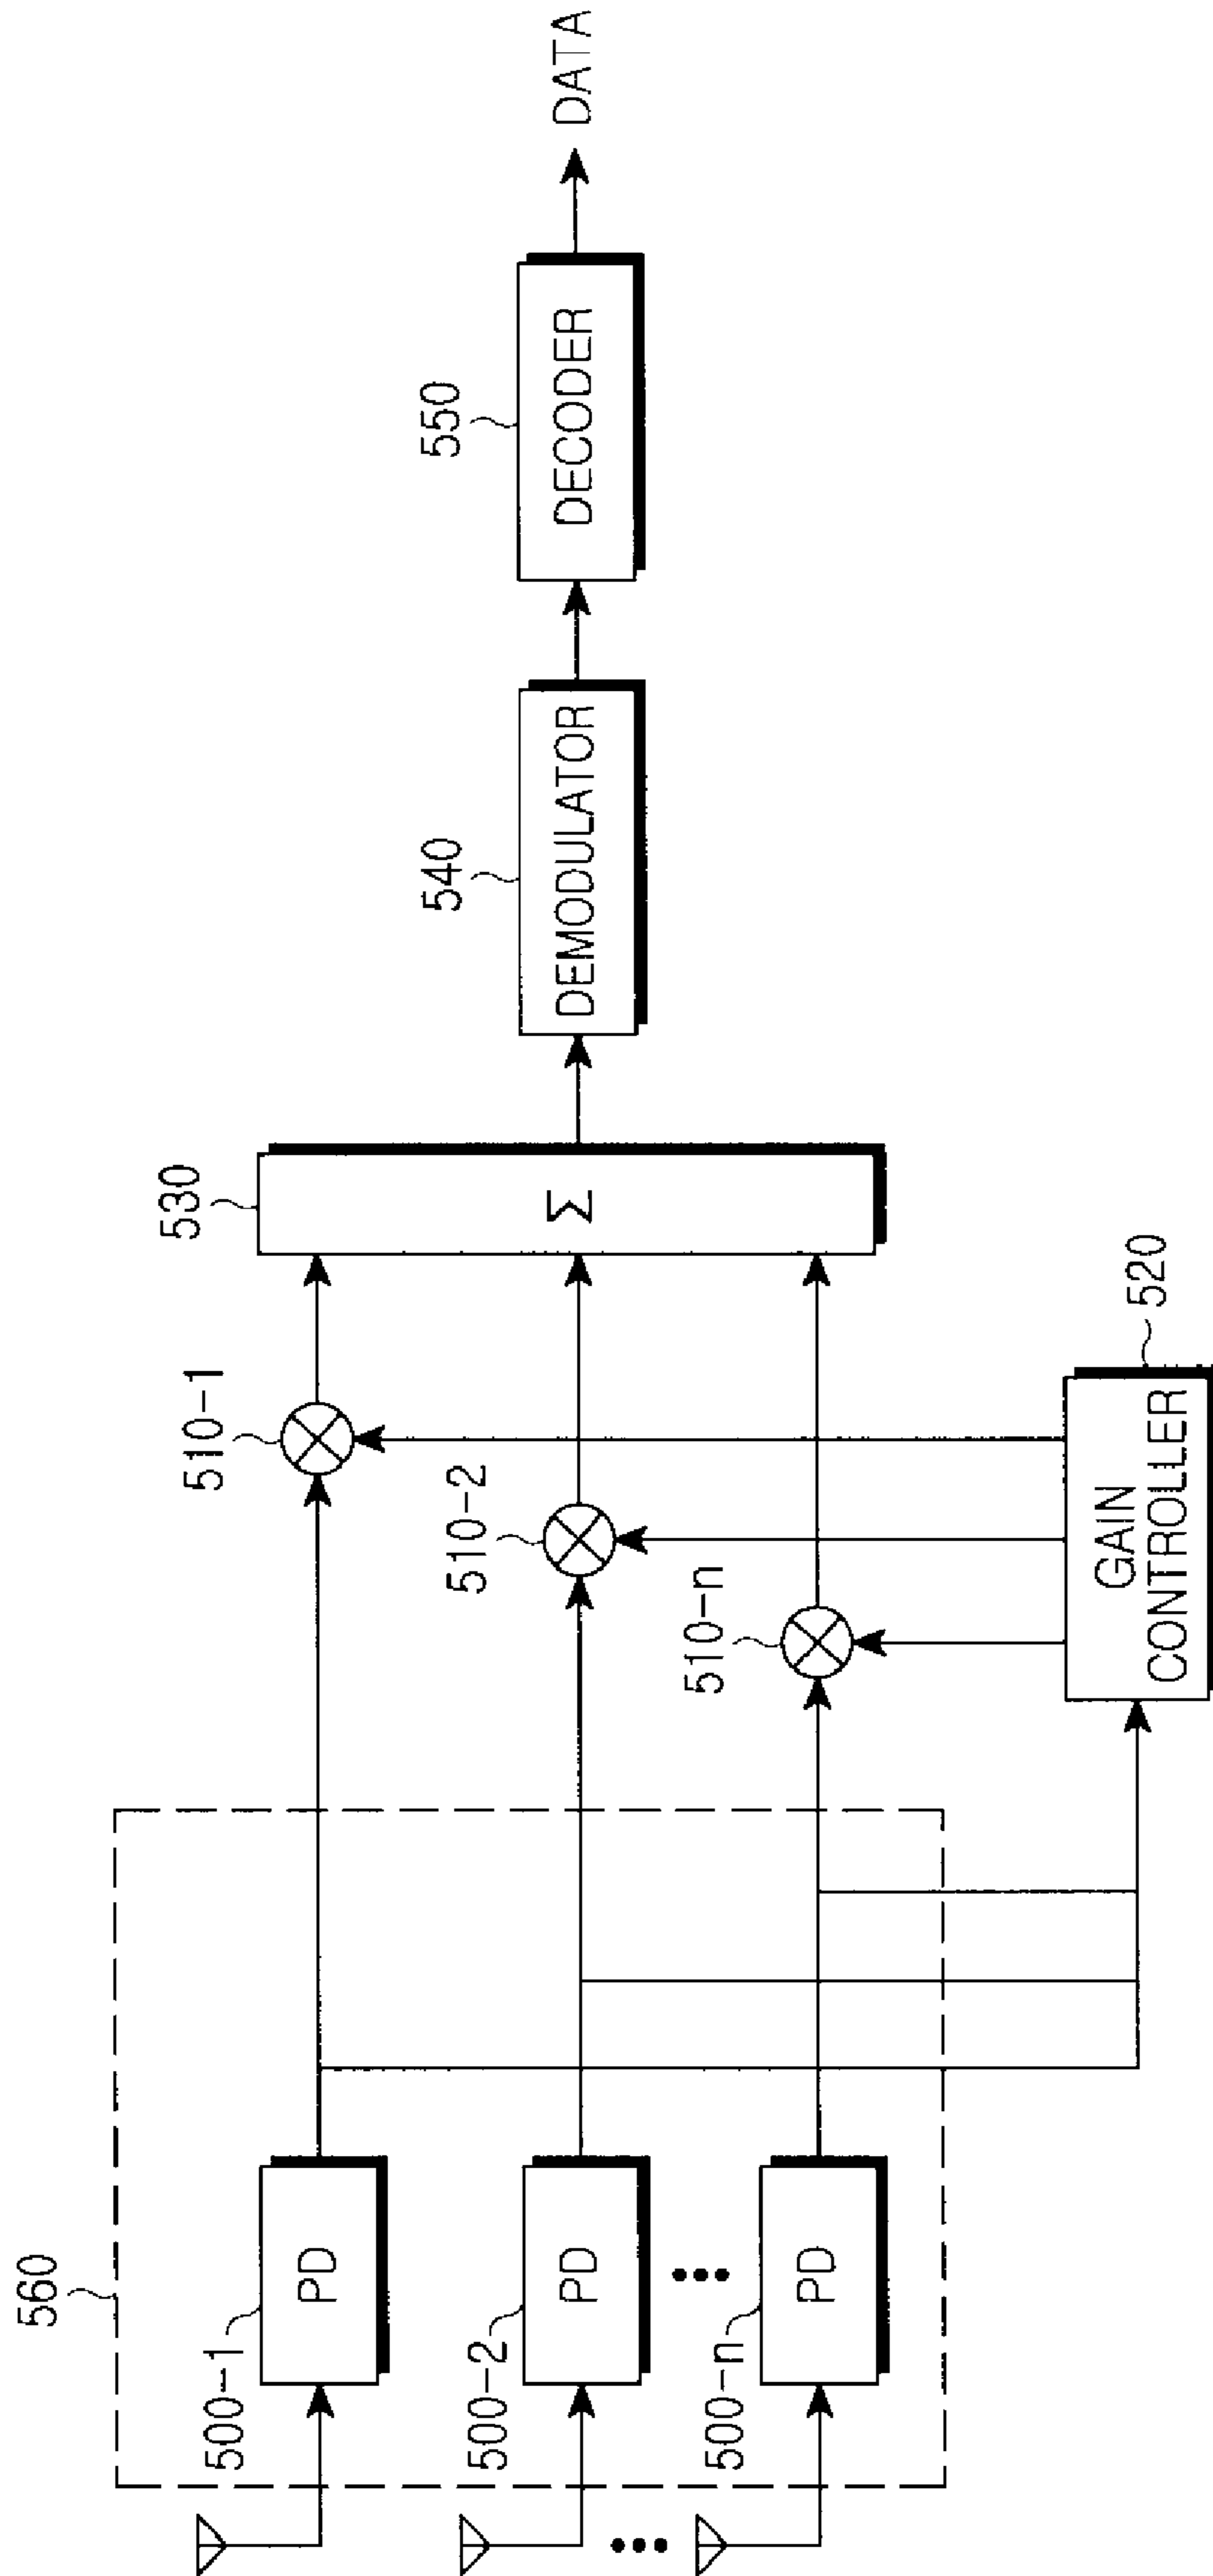 560
500-1
PD
500-2
PD
500-n
PD
510-1
510-2
510-n
GAIN
CONTROLLER
520
530
Σ
540
DEMODULATOR
550
DECODER
DATA